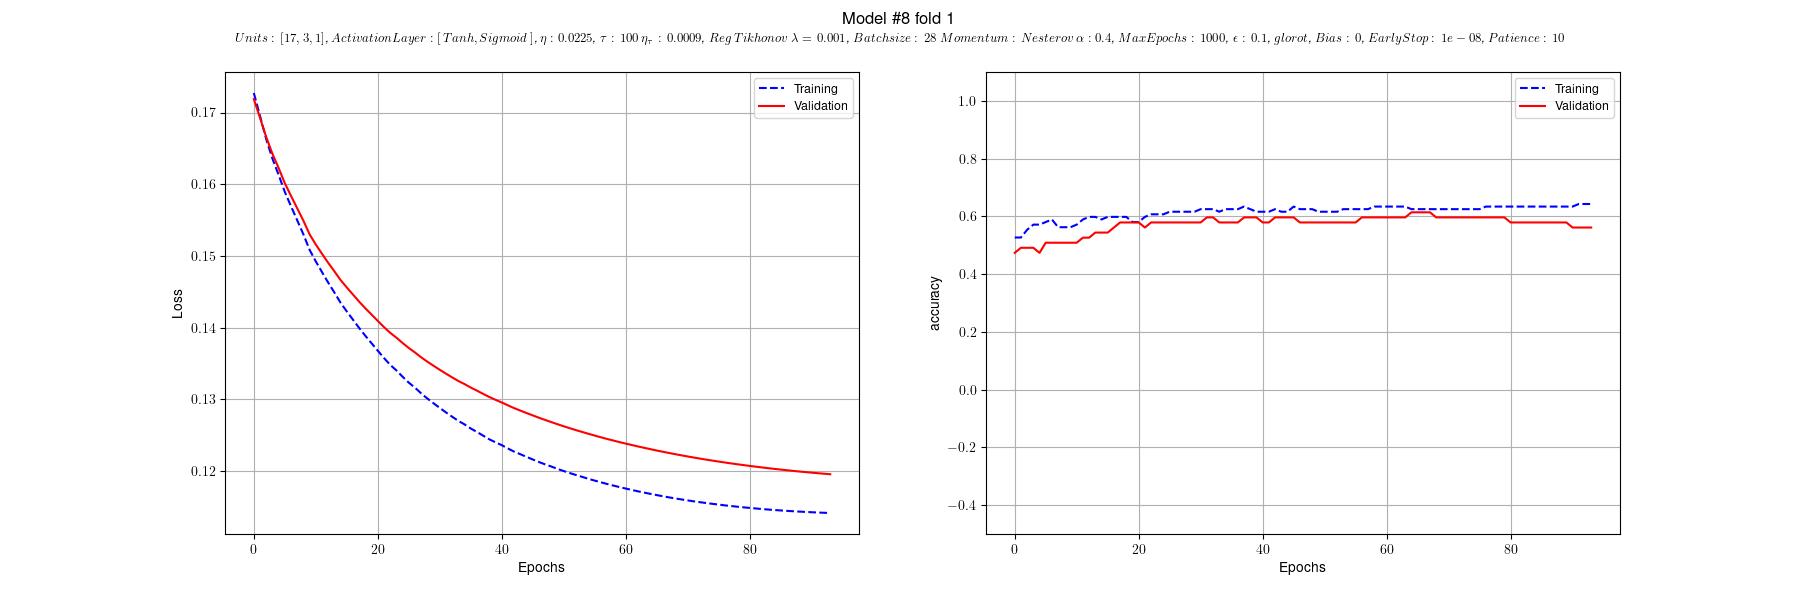 Model #8 fold 1
Units : [17, 3, 1], ActivationLayer : [ Tanh, Sigmoid ], η : 0.0225, τ : 100 η_τ : 0.0009, Reg Tikhonov λ = 0.001, Batchsize : 28 Momentum : Nesterov α : 0.4, MaxEpochs : 1000, ϵ : 0.1, glorot, Bias : 0, EarlyStop : 1e − 08, Patience : 10
Training
Validation
0.17
0.16
0.15
0.14
0.13
0.12
Loss
0 20 40 60 80
Epochs
Training
Validation
1.0
0.8
0.6
0.4
0.2
0.0
−0.2
−0.4
accuracy
0 20 40 60 80
Epochs